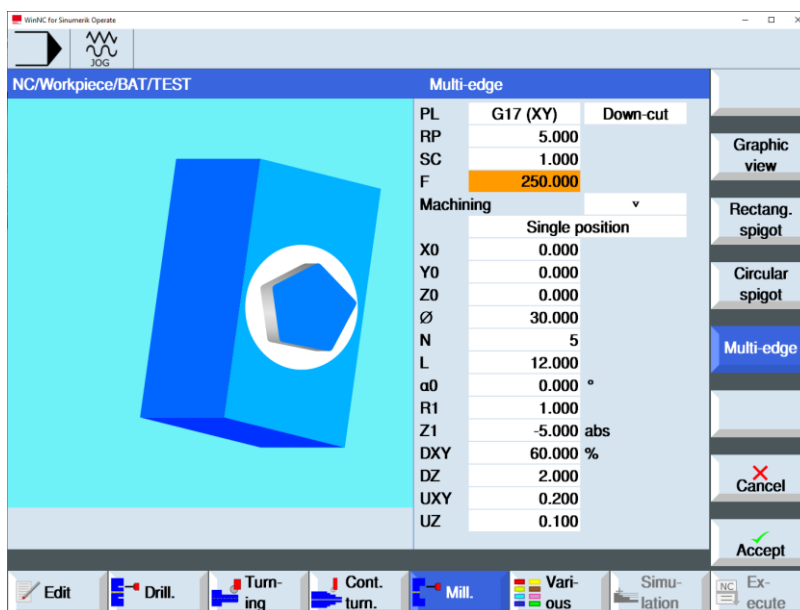 WinNC for Sinumerik Operate
JOG
NC/Workpiece/BAT/TEST
Multi-edge
PL G17 (XY) Down-cut
RP 5.000
SC 1.000
F 250.000
Machining ▿
Single position
X0 0.000
Y0 0.000
Z0 0.000
Ø 30.000
N 5
L 12.000
α0 0.000 °
R1 1.000
Z1 -5.000 abs
DXY 60.000 %
DZ 2.000
UXY 0.200
UZ 0.100
Graphic
view
Rectang.
spigot
Circular
spigot
Multi-edge
Cancel
Accept
Edit
Drill.
Turn-
ing
Cont.
turn.
Mill.
Vari-
ous
Simu-
lation
NC Ex-
ecute